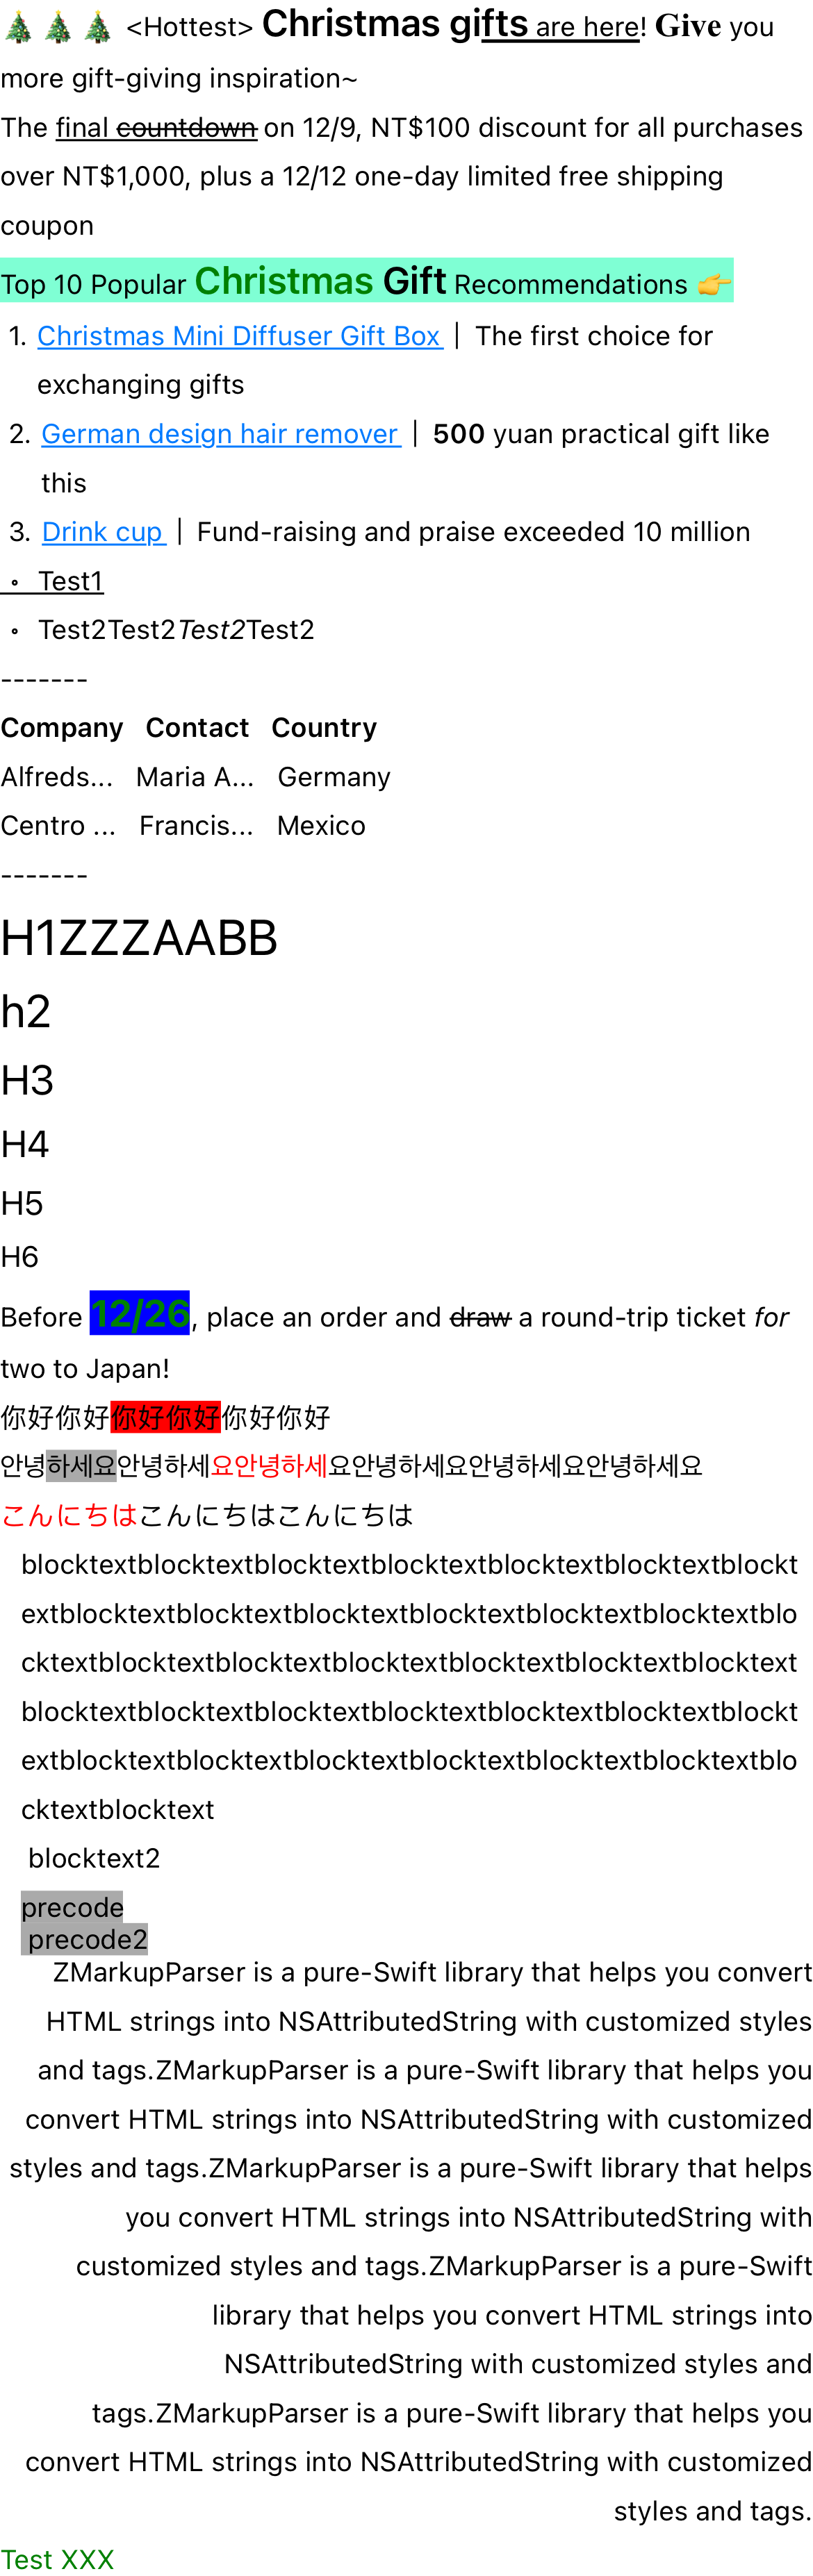 🎄🎄🎄 <Hottest> Christmas gifts are here! Give you
more gift-giving inspiration~
The final countdown on 12/9, NT$100 discount for all purchases
over NT$1,000, plus a 12/12 one-day limited free shipping
coupon
Top 10 Popular Christmas Gift Recommendations 👉
1. Christmas Mini Diffuser Gift Box | The first choice for
exchanging gifts
2. German design hair remover | 500 yuan practical gift like
this
3. Drink cup | Fund-raising and praise exceeded 10 million
◦ Test1
◦ Test2Test2Test2Test2
-------
Company Contact Country
Alfreds... Maria A... Germany
Centro ... Francis... Mexico
-------
H1ZZZAABB
h2
H3
H4
H5
H6
Before 12/26, place an order and draw a round-trip ticket for
two to Japan!
你好你好你好你好你好你好
안녕하세요안녕하세요안녕하세요안녕하세요안녕하세요안녕하세요
こんにちはこんにちはこんにちは
blocktextblocktextblocktextblocktextblocktextblocktextblockt
extblocktextblocktextblocktextblocktextblocktextblocktextblo
cktextblocktextblocktextblocktextblocktextblocktextblocktext
blocktextblocktextblocktextblocktextblocktextblocktextblockt
extblocktextblocktextblocktextblocktextblocktextblocktextblo
cktextblocktext
blocktext2
precode
precode2
ZMarkupParser is a pure-Swift library that helps you convert
HTML strings into NSAttributedString with customized styles
and tags.ZMarkupParser is a pure-Swift library that helps you
convert HTML strings into NSAttributedString with customized
styles and tags.ZMarkupParser is a pure-Swift library that helps
you convert HTML strings into NSAttributedString with
customized styles and tags.ZMarkupParser is a pure-Swift
library that helps you convert HTML strings into
NSAttributedString with customized styles and
tags.ZMarkupParser is a pure-Swift library that helps you
convert HTML strings into NSAttributedString with customized
styles and tags.
Test XXX